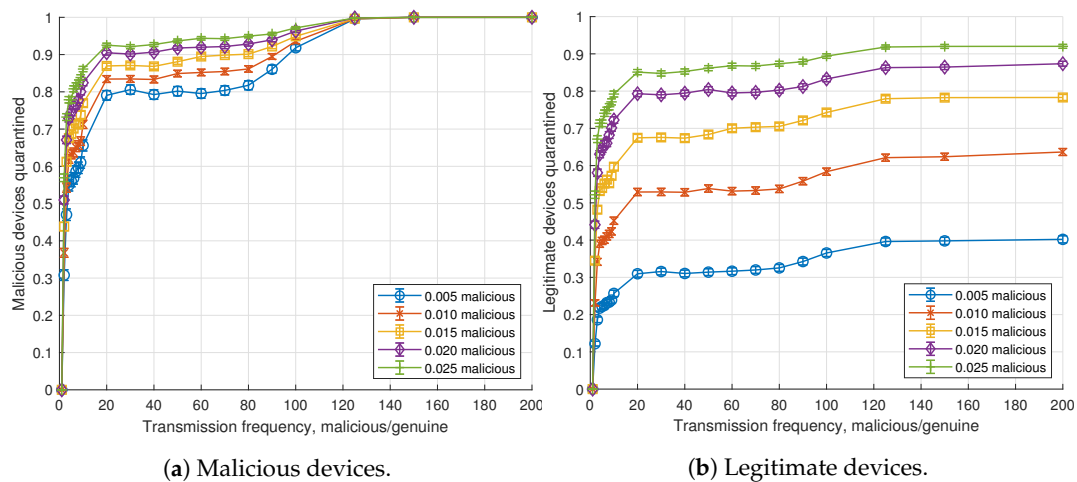 1
0.9
0.8
0.7
0.6
0.5
0.4
0.3
0.2
0.1
0
Malicious devices quarantined
0.005 malicious
0.010 malicious
0.015 malicious
0.020 malicious
0.025 malicious
0 20 40 60 80 100 120 140 160 180 200
Transmission frequency, malicious/genuine
(a) Malicious devices.
1
0.9
0.8
0.7
0.6
0.5
0.4
0.3
0.2
0.1
0
Legitimate devices quarantined
0.005 malicious
0.010 malicious
0.015 malicious
0.020 malicious
0.025 malicious
0 20 40 60 80 100 120 140 160 180 200
Transmission frequency, malicious/genuine
(b) Legitimate devices.